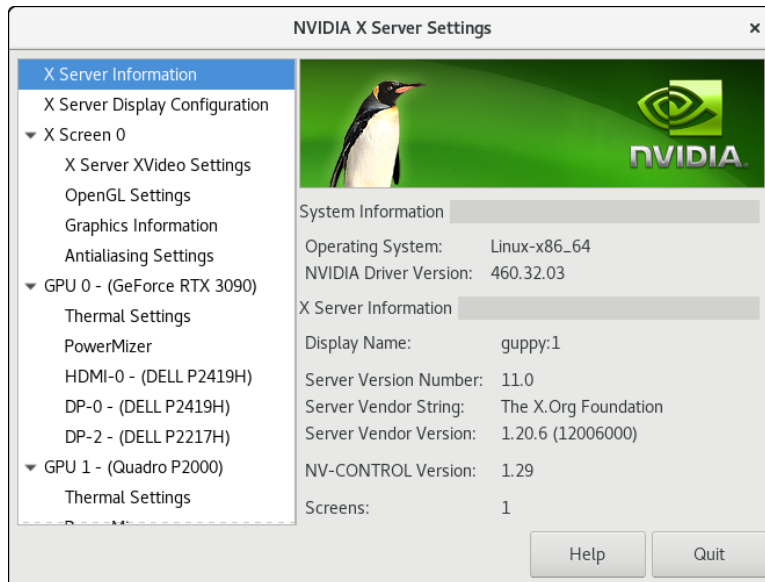 NVIDIA X Server Settings
X Server Information
X Server Display Configuration
X Screen 0
X Server XVideo Settings
OpenGL Settings
Graphics Information
Antialiasing Settings
GPU 0 - (GeForce RTX 3090)
Thermal Settings
PowerMizer
HDMI-0 - (DELL P2419H)
DP-0 - (DELL P2419H)
DP-2 - (DELL P2217H)
GPU 1 - (Quadro P2000)
Thermal Settings
NVIDIA.
System Information
Operating System: Linux-x86_64
NVIDIA Driver Version: 460.32.03
X Server Information
Display Name: guppy:1
Server Version Number: 11.0
Server Vendor String: The X.Org Foundation
Server Vendor Version: 1.20.6 (12006000)
NV-CONTROL Version: 1.29
Screens: 1
Help
Quit